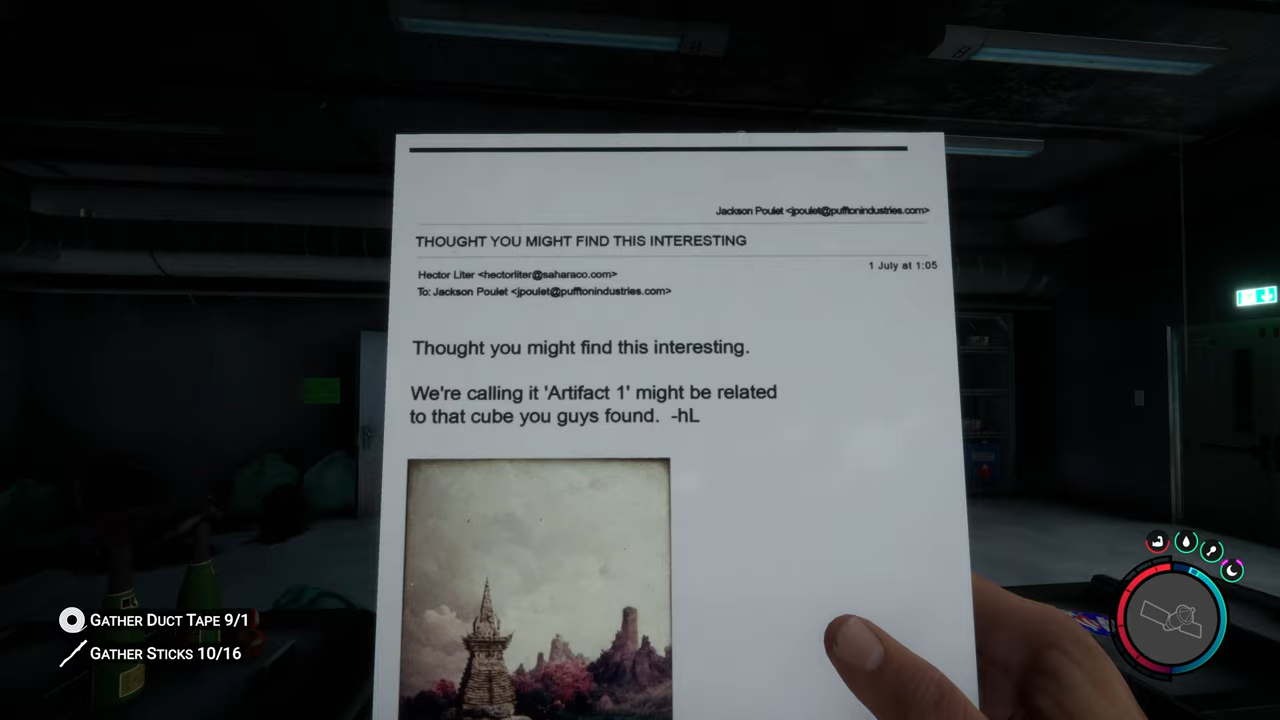 Jackson Poulet <jpoulet@pufftonindustries.com>
THOUGHT YOU MIGHT FIND THIS INTERESTING
1 July at 1:05
Hector Liter <hectorliter@saharaco.com>
To: Jackson Poulet <jpoulet@pufftonindustries.com>
Thought you might find this interesting.
We're calling it 'Artifact 1' might be related
to that cube you guys found. -hL
GATHER DUCT TAPE 9/1
GATHER STICKS 10/16